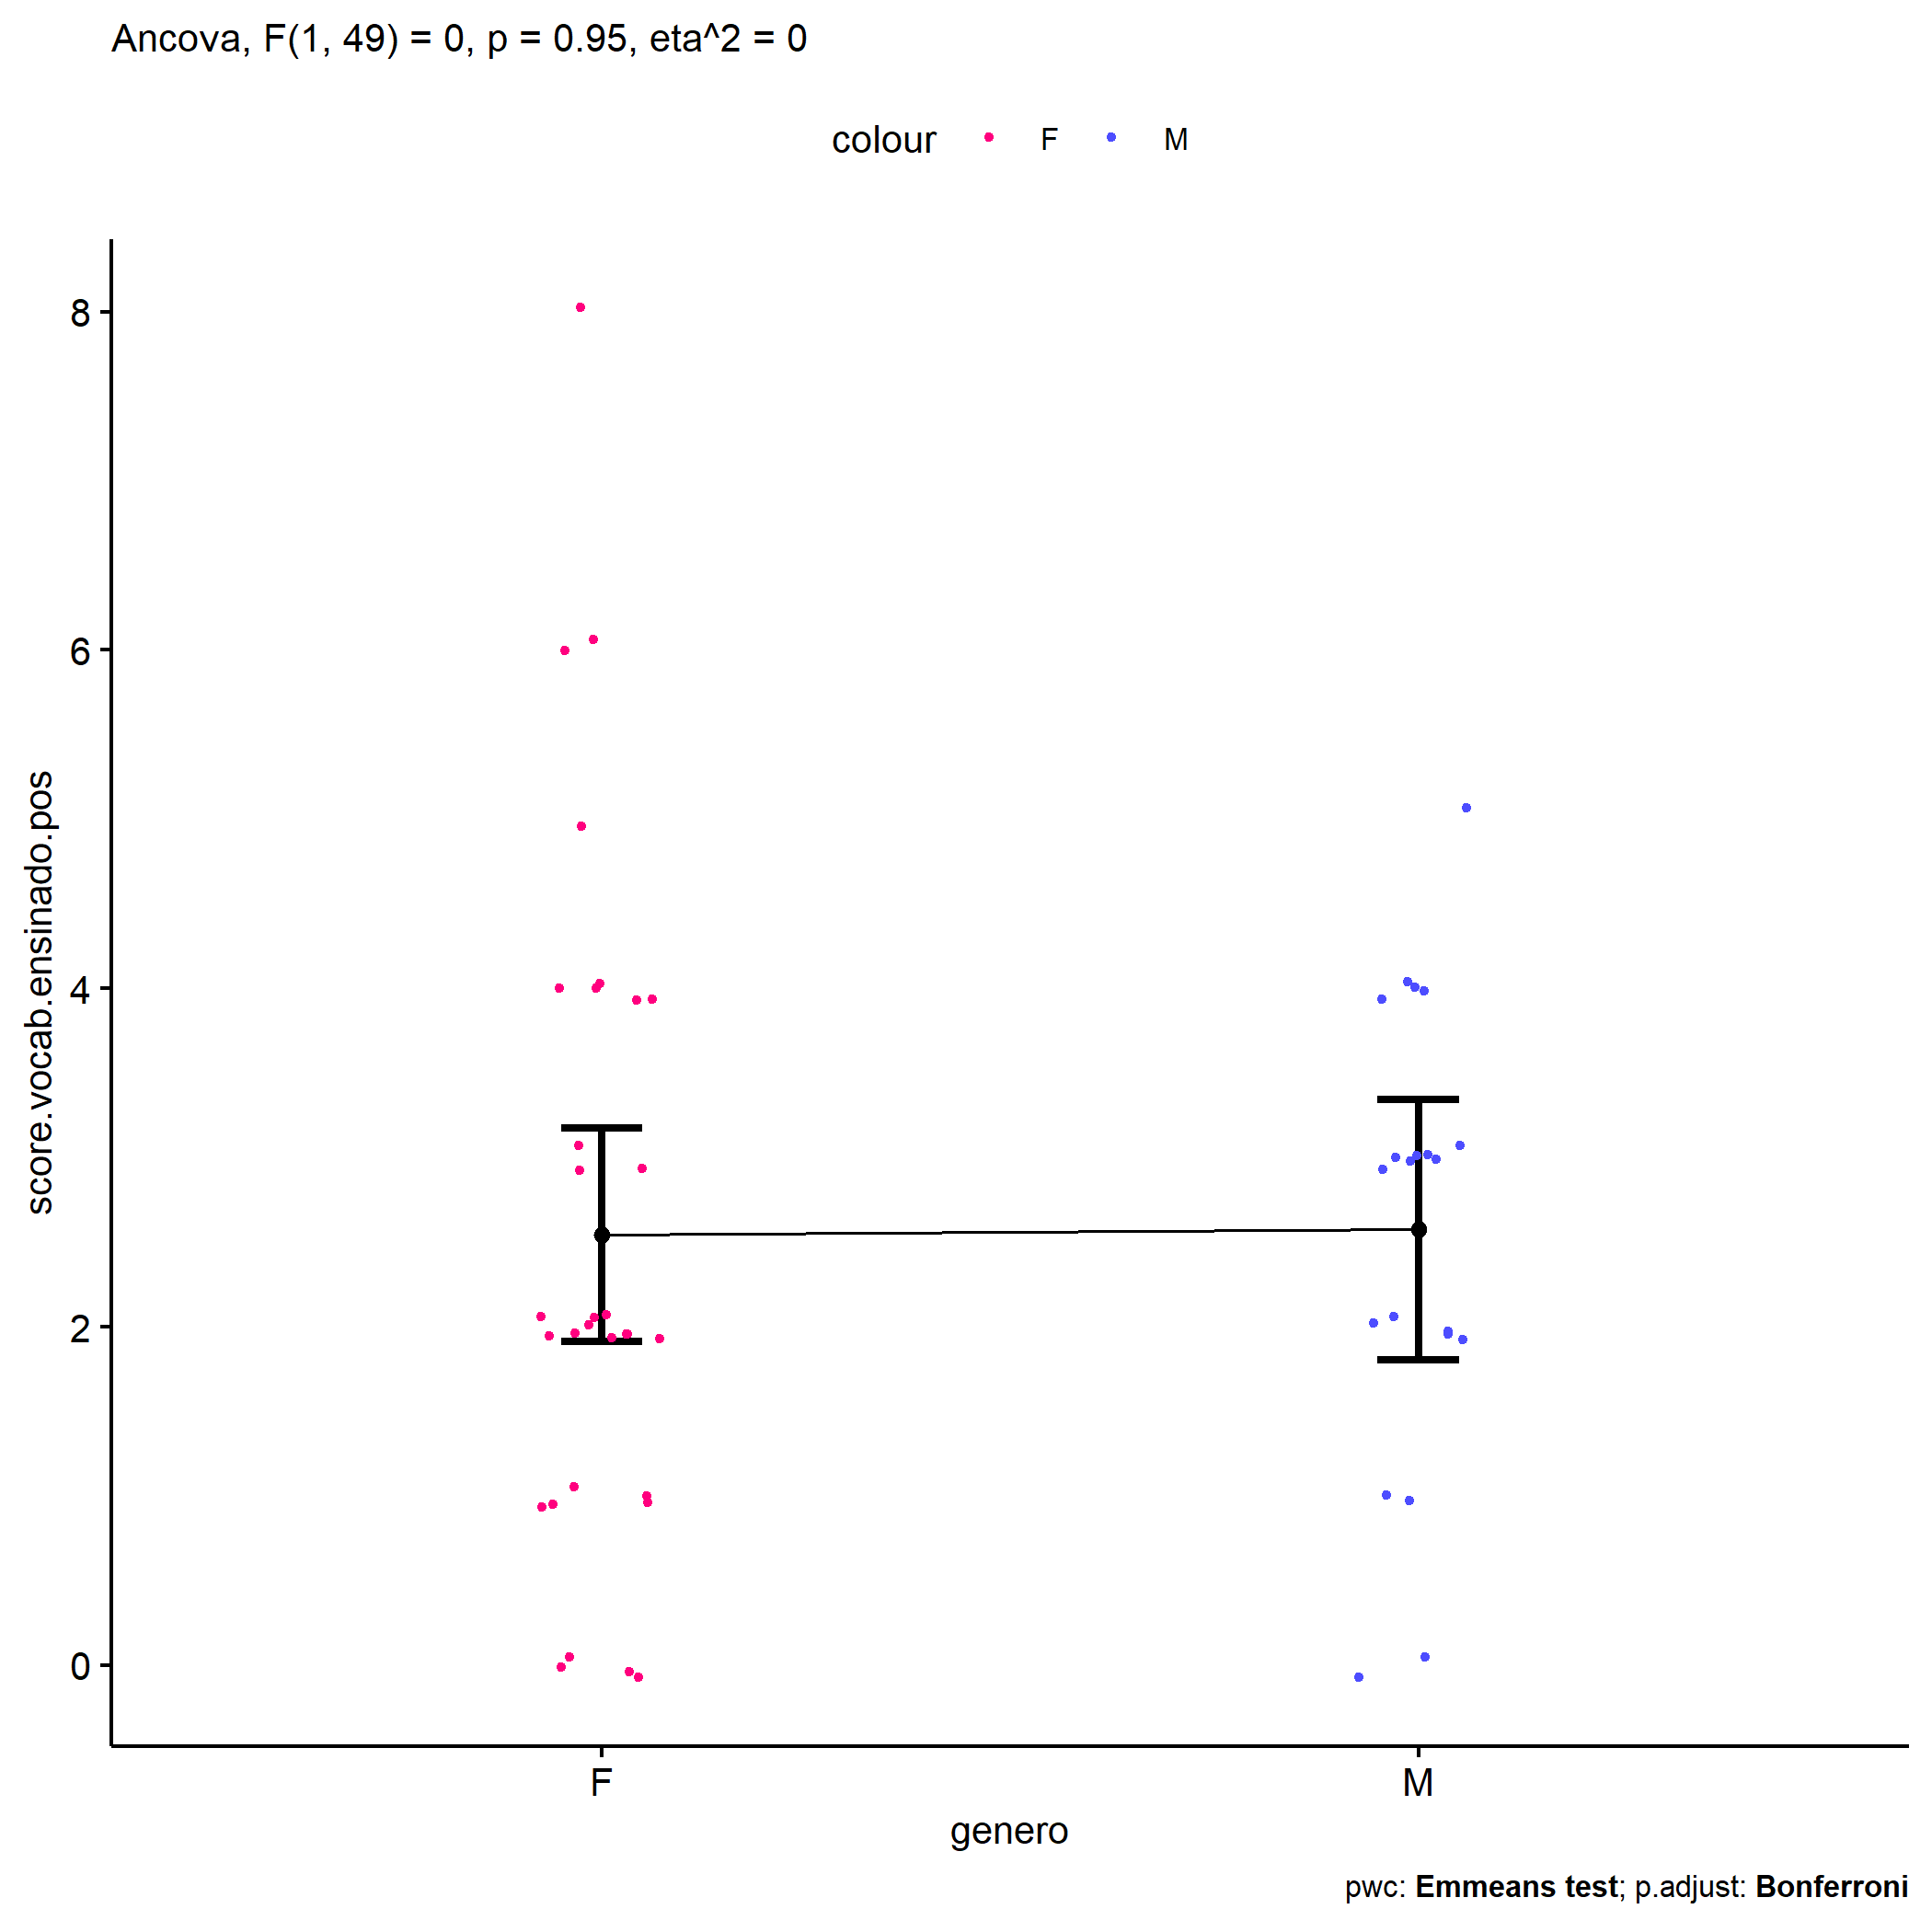 Ancova, F(1, 49) = 0, p = 0.95, eta^2 = 0
colour F M
score.vocab.ensinado.pos
8
6
4
2
0
F M
genero
pwc: Emmeans test; p.adjust: Bonferroni